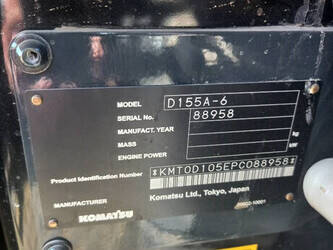 MODEL D155A-6
SERIAL No. 88958
MANUFACT. YEAR
MASS kg
ENGINE POWER kW
Product Identification Number *KMT0D105EPC088958*
MANUFACTURER Komatsu Ltd., Tokyo, Japan
KOMATSU